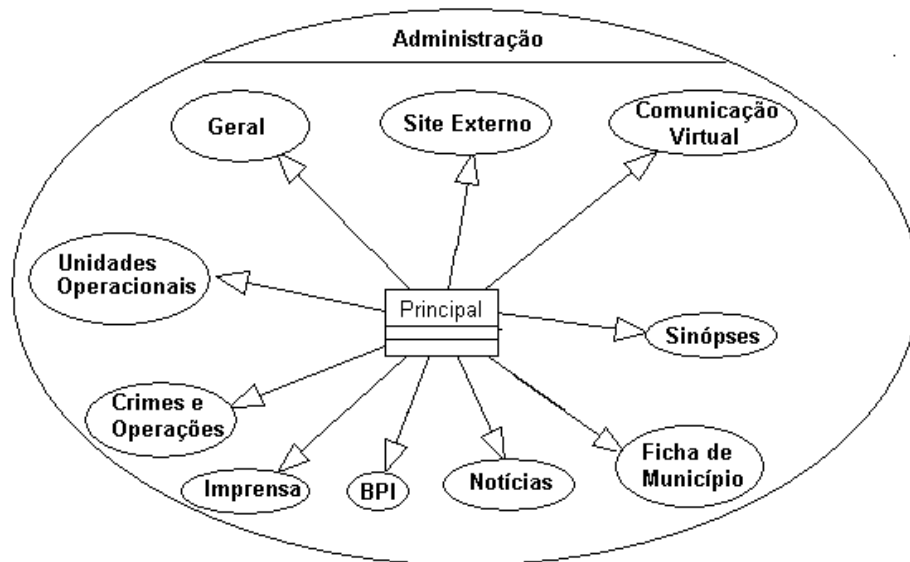 Administração
Geral
Site Externo
Comunicação
Virtual
Unidades
Operacionais
Principal
Sinópses
Crimes e
Operações
Imprensa
BPI
Notícias
Ficha de
Município